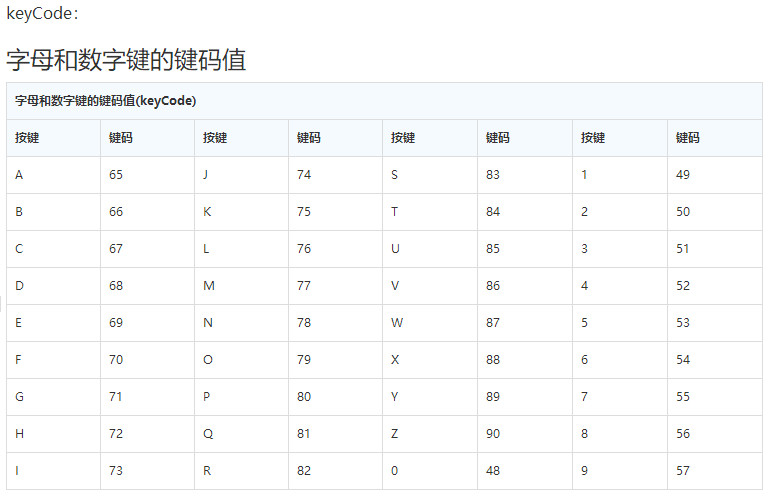 keyCode：
字母和数字键的键码值
字母和数字键的键码值(keyCode)
按键 键码 按键 键码 按键 键码 按键 键码
A 65 J 74 S 83 1 49
B 66 K 75 T 84 2 50
C 67 L 76 U 85 3 51
D 68 M 77 V 86 4 52
E 69 N 78 W 87 5 53
F 70 O 79 X 88 6 54
G 71 P 80 Y 89 7 55
H 72 Q 81 Z 90 8 56
I 73 R 82 0 48 9 57